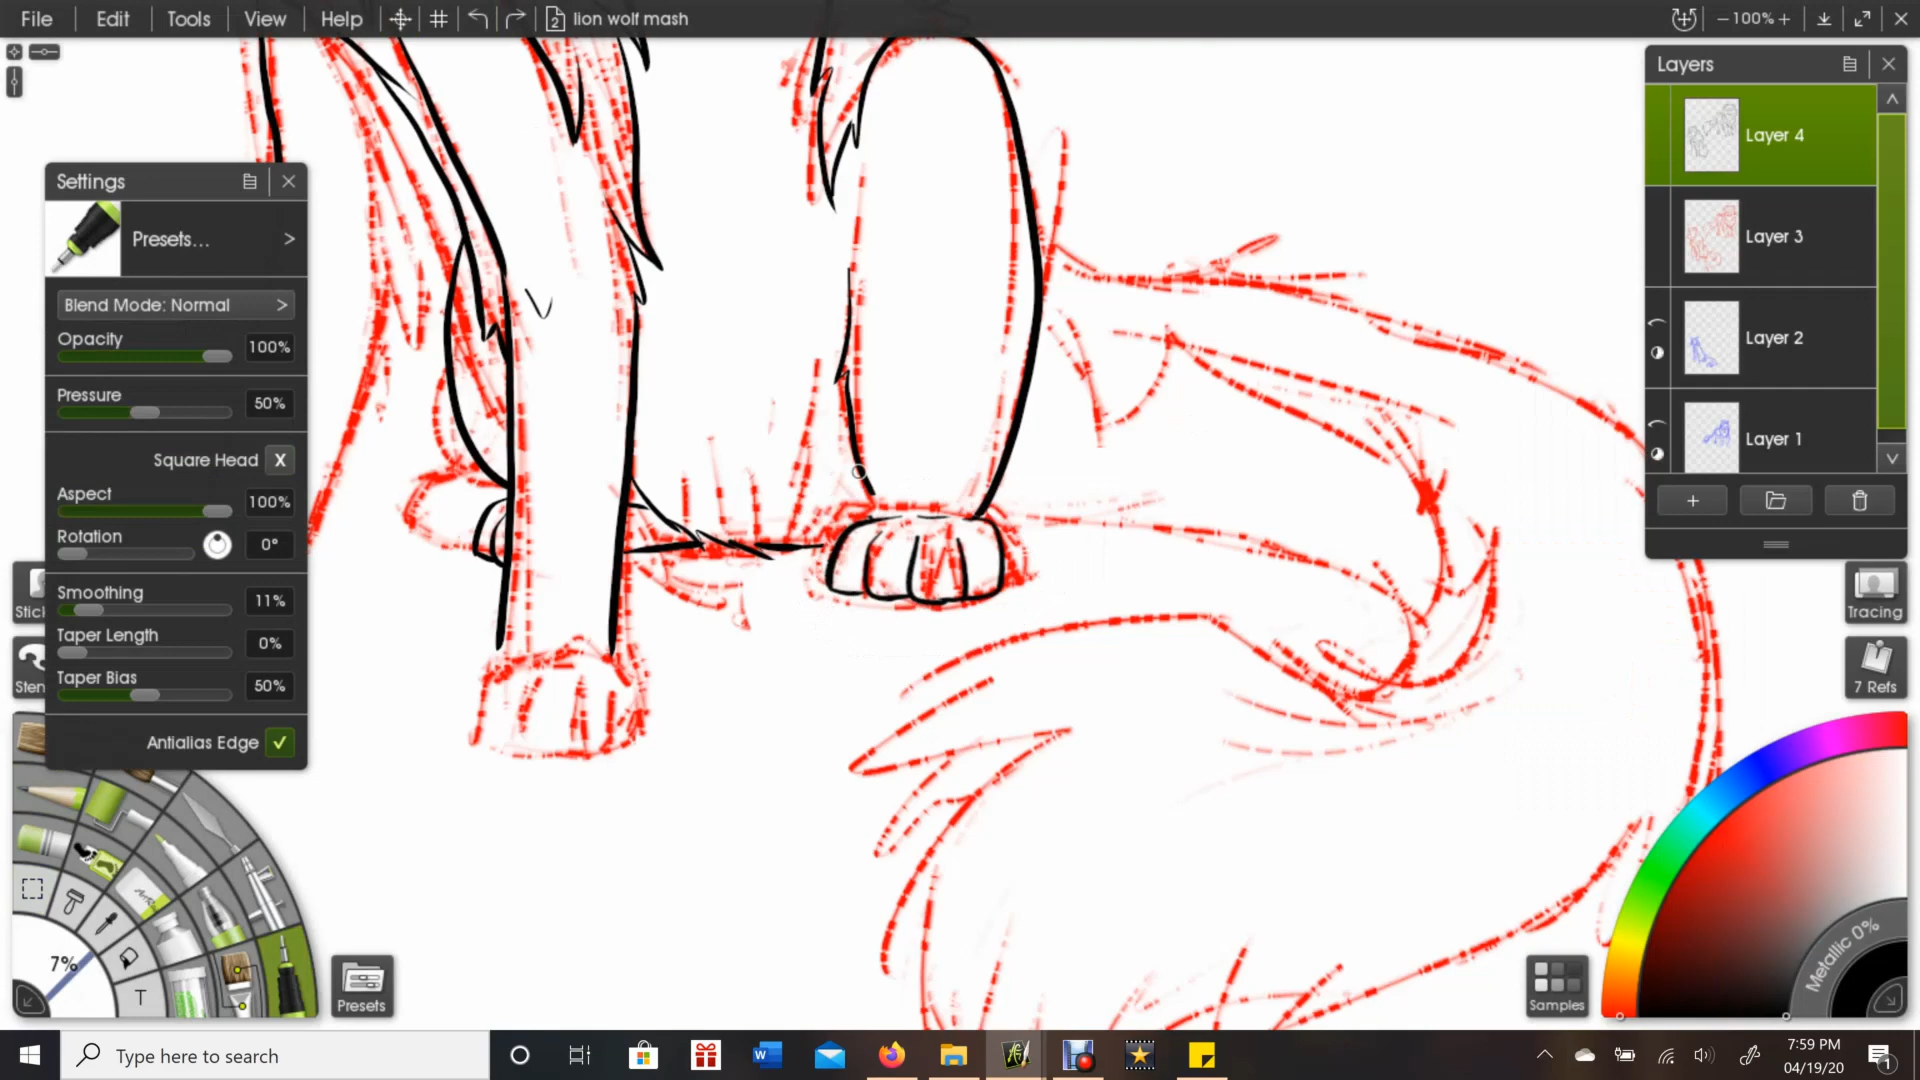 File Edit Tools View Help lion wolf mash 100%
Layers
Layer 4
Layer 3
Layer 2
Layer 1
Settings
Presets...
Blend Mode: Normal
Opacity 100%
Pressure 50%
Square Head X
Aspect 100%
Rotation 0°
Smoothing 11%
Taper Length 0%
Taper Bias 50%
Antialias Edge
Stick
Sten
Tracing
7 Refs
7%
T
Presets
Metallic 0%
Samples
Type here to search
7:59 PM
04/19/20
1